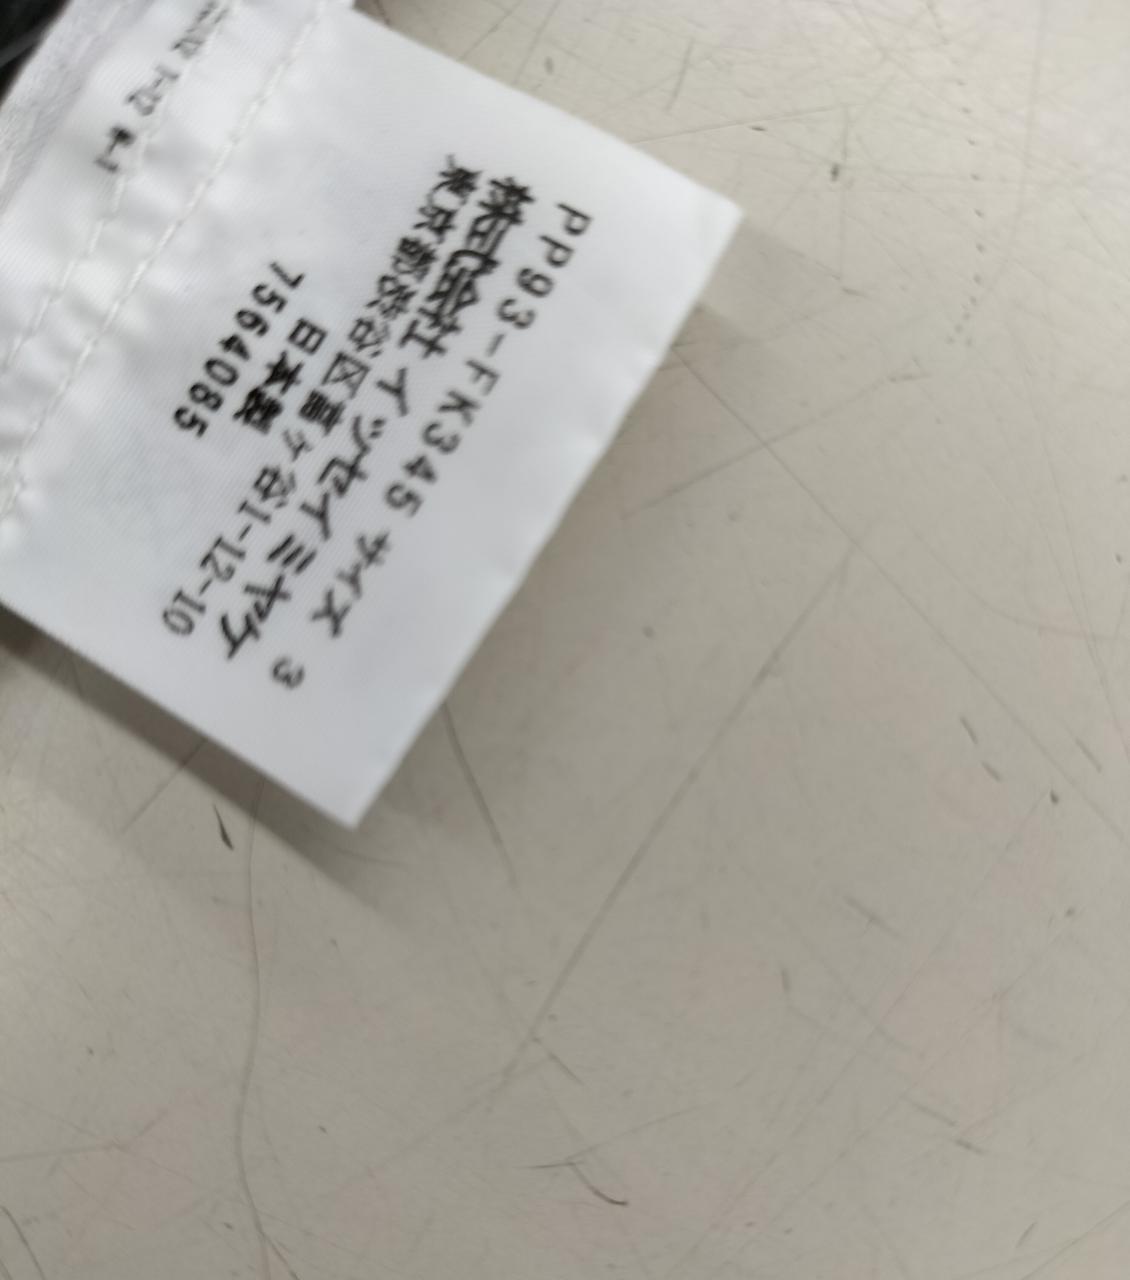 PP93-FK345 サイズ 3
株式会社 イッセイミヤケ
東京都渋谷区富ヶ谷1-12-10
日本製
7564085